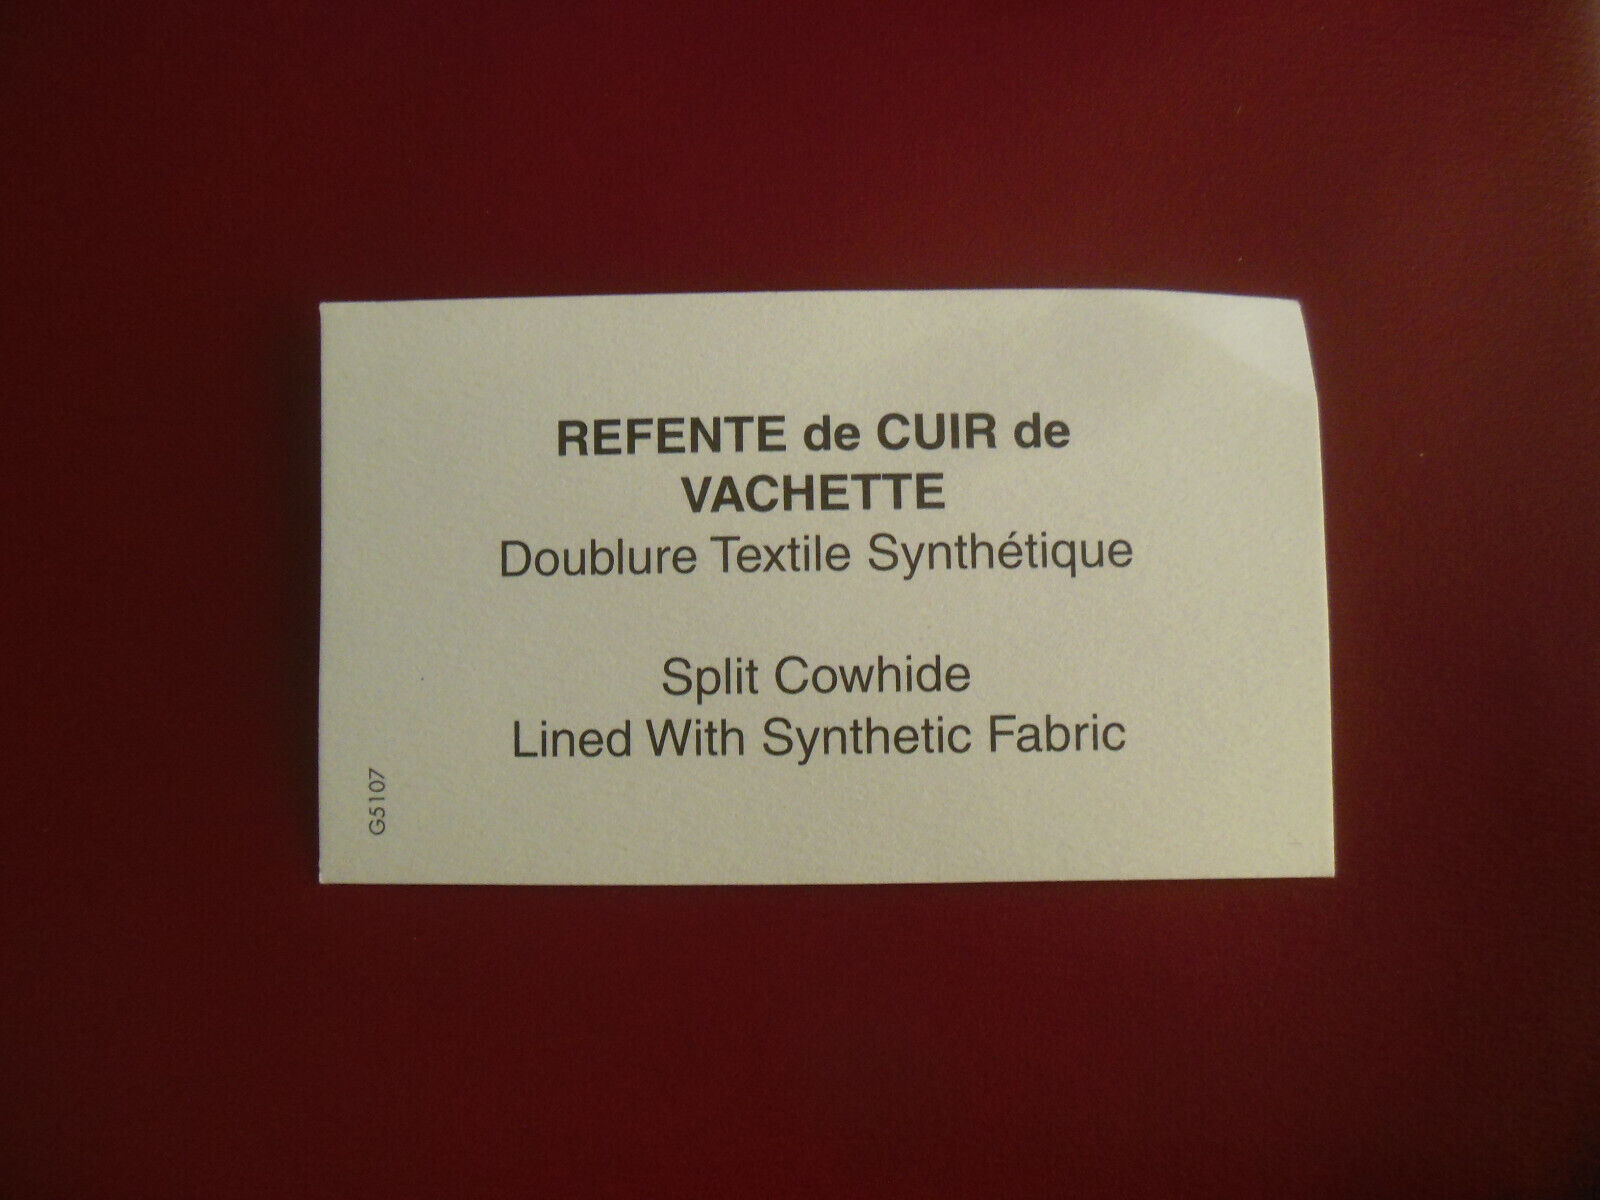 REFENTE de CUIR de
VACHETTE
Doublure Textile Synthétique
Split Cowhide
Lined With Synthetic Fabric
G5107